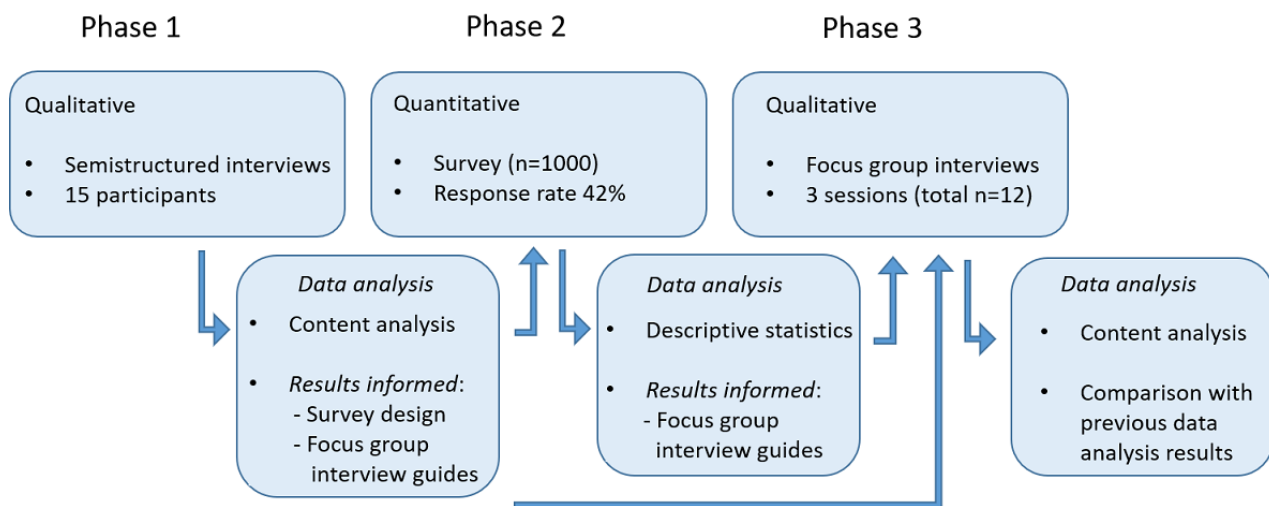 Phase 1
Phase 2
Phase 3
Qualitative
• Semistructured interviews
• 15 participants
Quantitative
• Survey (n=1000)
• Response rate 42%
Qualitative
• Focus group interviews
• 3 sessions (total n=12)
Data analysis
• Content analysis
• Results informed:
- Survey design
- Focus group
interview guides
Data analysis
• Descriptive statistics
• Results informed:
- Focus group
interview guides
Data analysis
• Content analysis
• Comparison with
previous data
analysis results